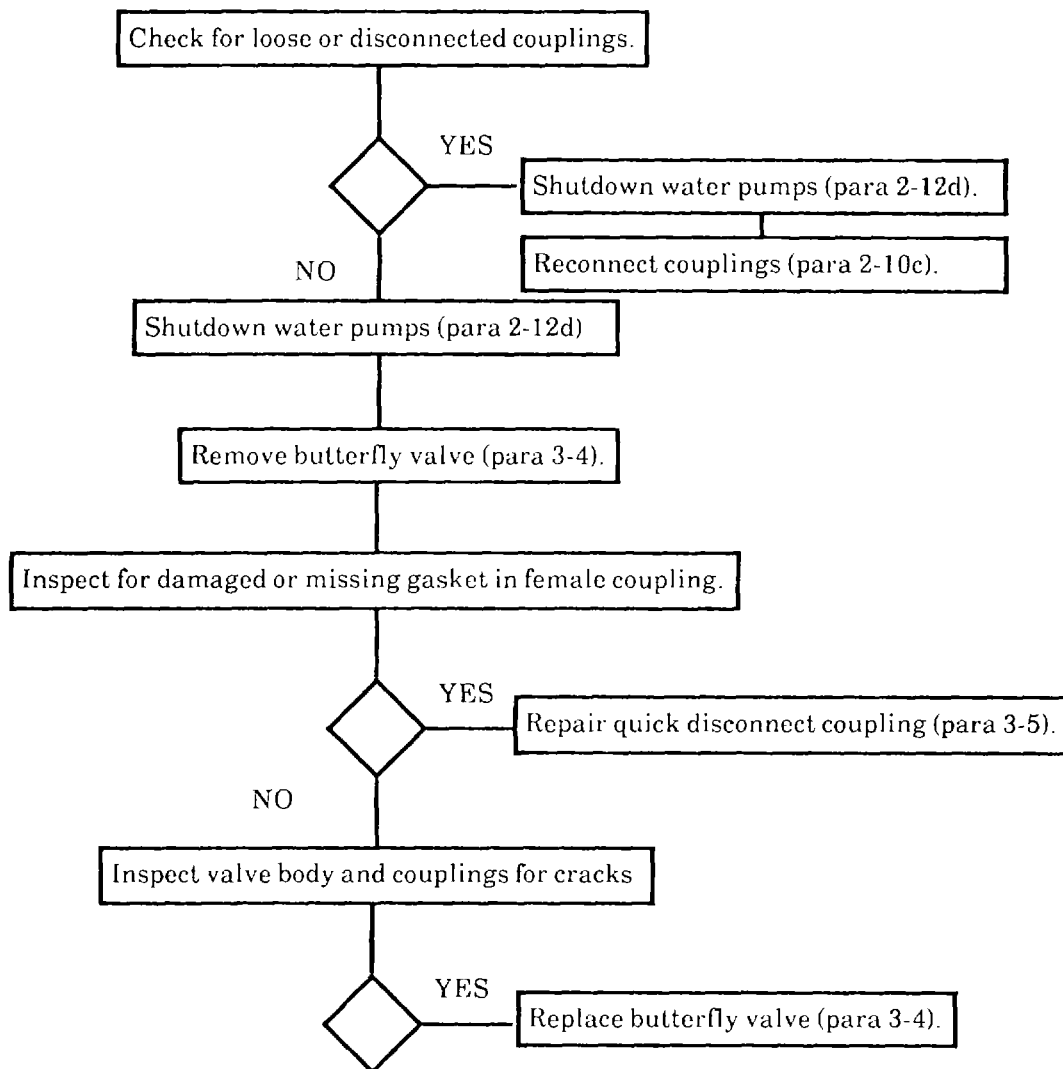 Check for loose or disconnected couplings.
YES
Shutdown water pumps (para 2-12d).
Reconnect couplings (para 2-10c).
NO
Shutdown water pumps (para 2-12d)
Remove butterfly valve (para 3-4).
Inspect for damaged or missing gasket in female coupling.
YES
Repair quick disconnect coupling (para 3-5).
NO
Inspect valve body and couplings for cracks
YES
Replace butterfly valve (para 3-4).